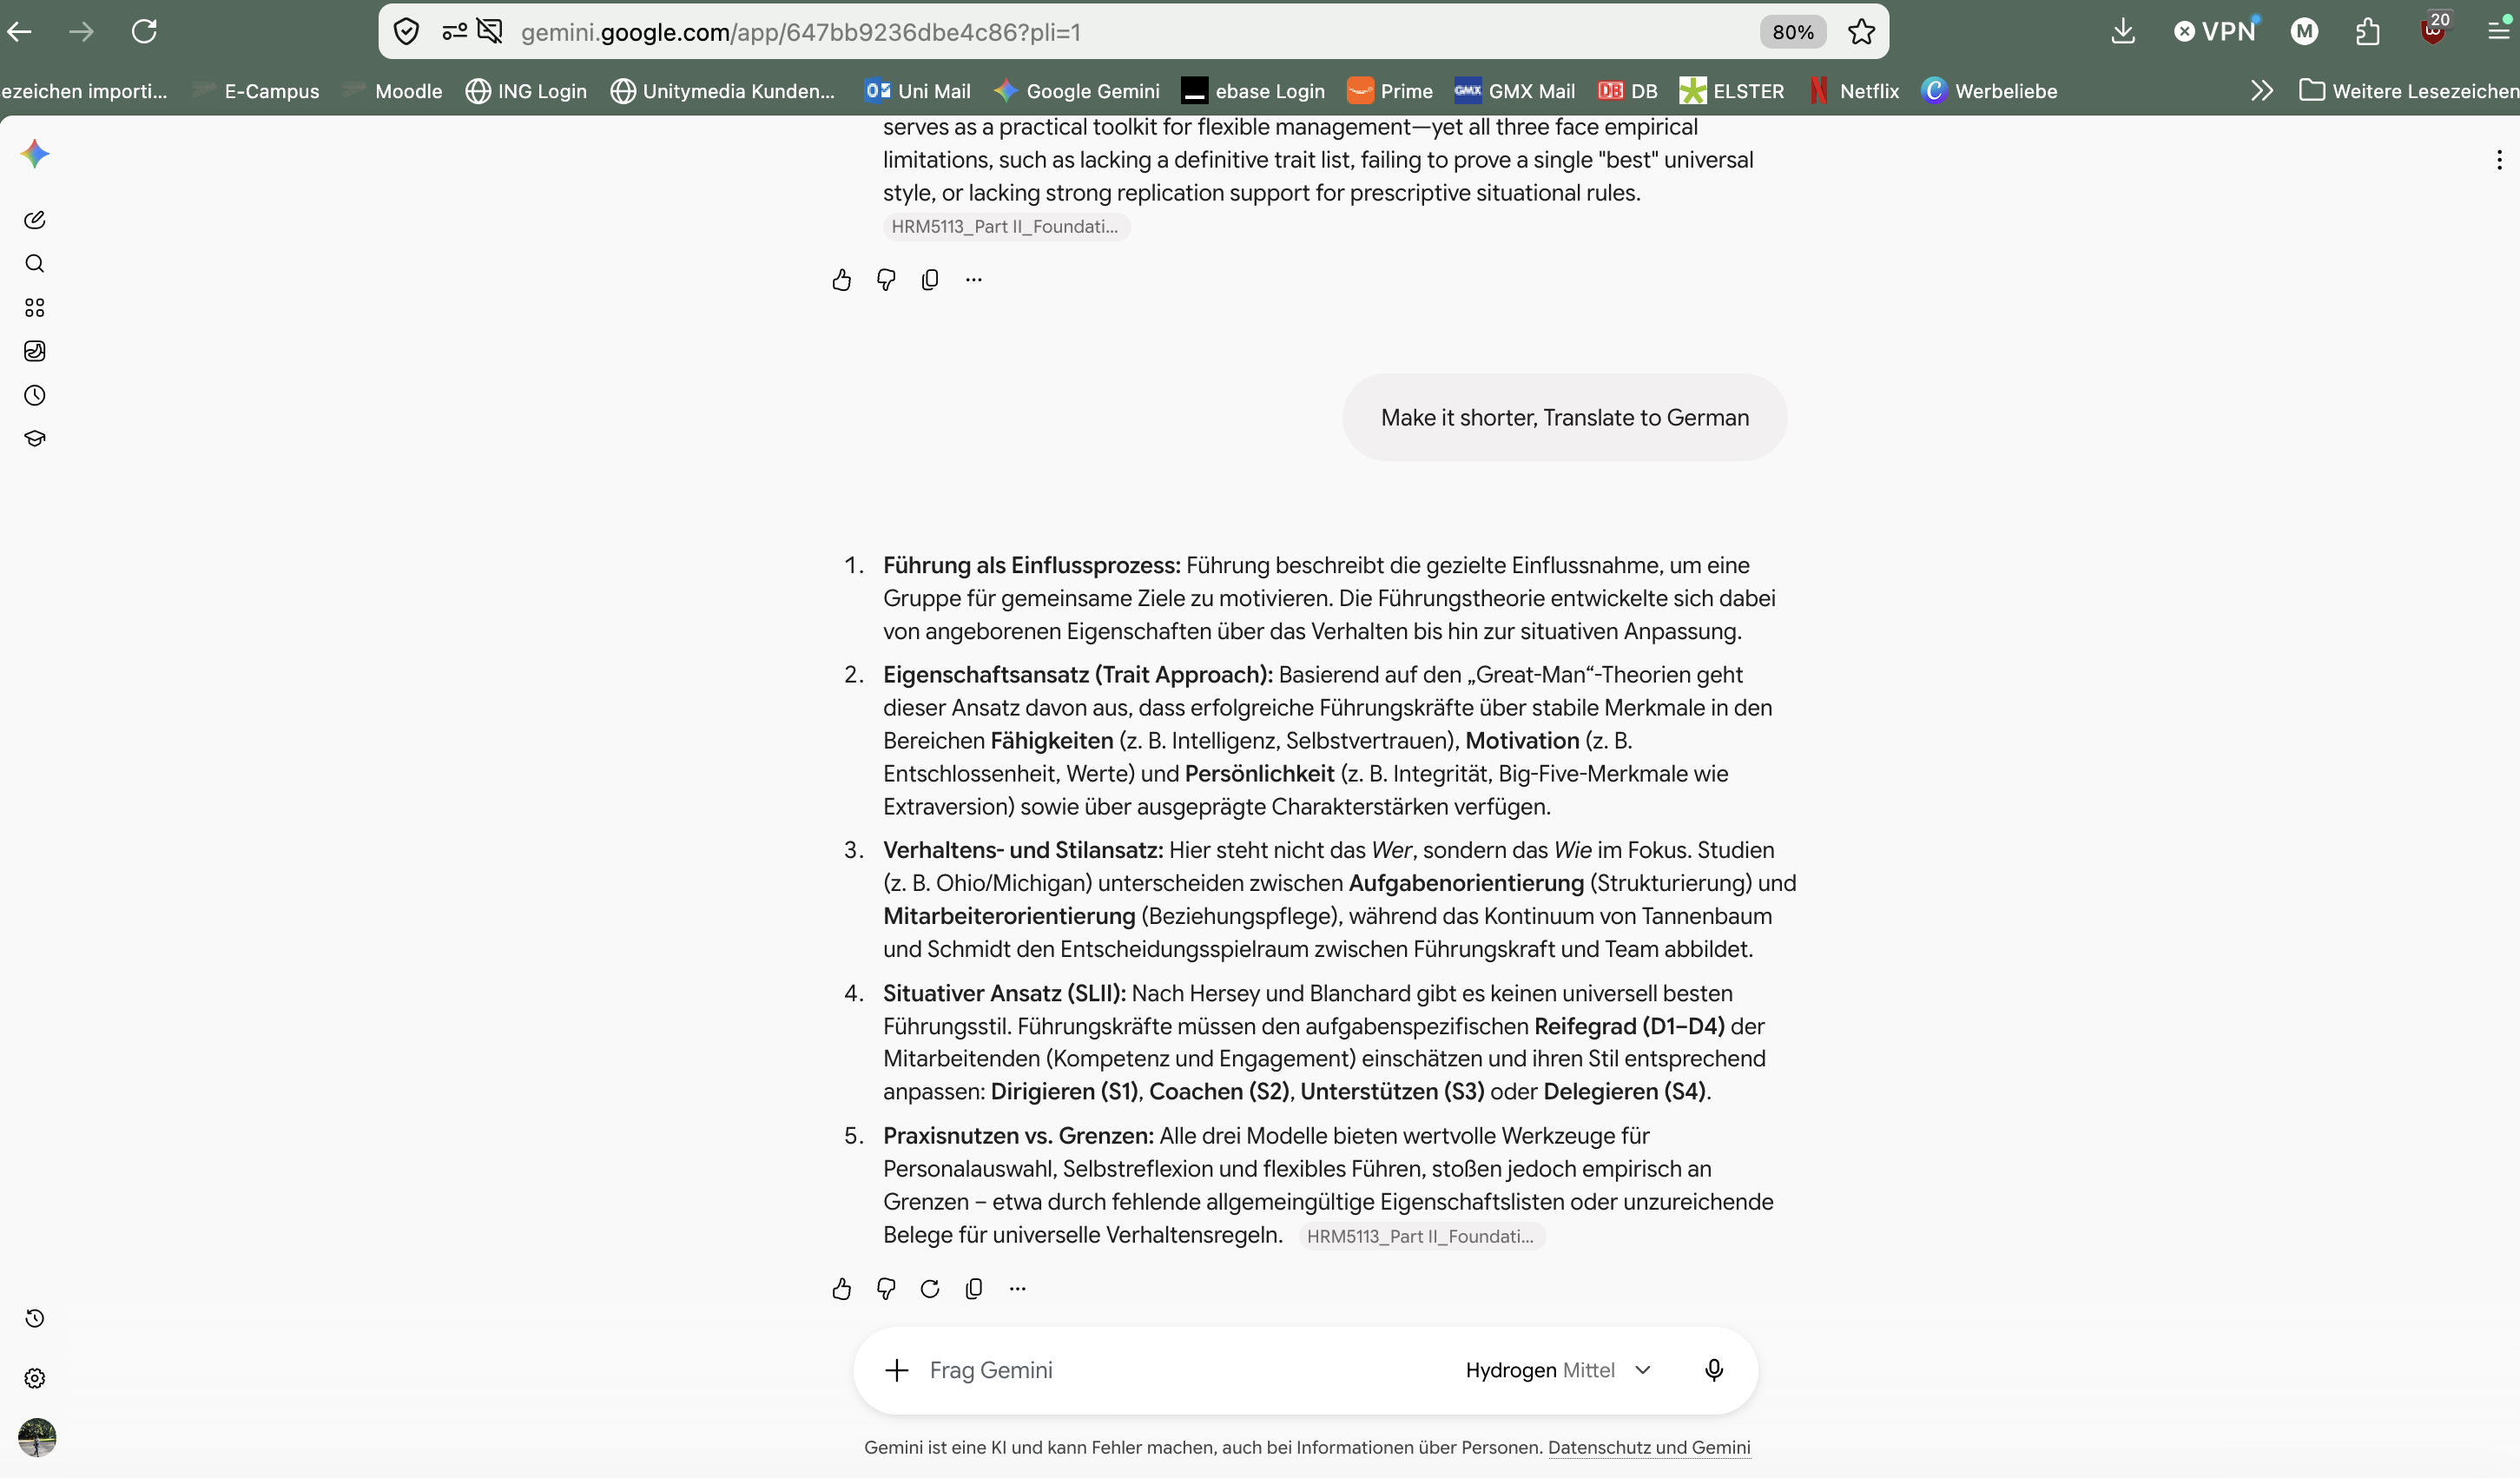 gemini.google.com/app/647bb9236dbe4c86?pli=1
80%
VPN
M
20
ezeichen importi...
E-Campus
Moodle
ING Login
Unitymedia Kunden...
Uni Mail
Google Gemini
ebase Login
Prime
GMX
GMX Mail
DB
DB
ELSTER
Netflix
Werbeliebe
Weitere Lesezeichen
serves as a practical toolkit for flexible management—yet all three face empirical
limitations, such as lacking a definitive trait list, failing to prove a single "best" universal
style, or lacking strong replication support for prescriptive situational rules.
HRM5113_Part II_Foundati...
Make it shorter, Translate to German
1. Führung als Einflussprozess: Führung beschreibt die gezielte Einflussnahme, um eine
Gruppe für gemeinsame Ziele zu motivieren. Die Führungstheorie entwickelte sich dabei
von angeborenen Eigenschaften über das Verhalten bis hin zur situativen Anpassung.
2. Eigenschaftsansatz (Trait Approach): Basierend auf den „Great-Man“-Theorien geht
dieser Ansatz davon aus, dass erfolgreiche Führungskräfte über stabile Merkmale in den
Bereichen Fähigkeiten (z. B. Intelligenz, Selbstvertrauen), Motivation (z. B.
Entschlossenheit, Werte) und Persönlichkeit (z. B. Integrität, Big-Five-Merkmale wie
Extraversion) sowie über ausgeprägte Charakterstärken verfügen.
3. Verhaltens- und Stilansatz: Hier steht nicht das Wer, sondern das Wie im Fokus. Studien
(z. B. Ohio/Michigan) unterscheiden zwischen Aufgabenorientierung (Strukturierung) und
Mitarbeiterorientierung (Beziehungspflege), während das Kontinuum von Tannenbaum
und Schmidt den Entscheidungsspielraum zwischen Führungskraft und Team abbildet.
4. Situativer Ansatz (SLII): Nach Hersey und Blanchard gibt es keinen universell besten
Führungsstil. Führungskräfte müssen den aufgabenspezifischen Reifegrad (D1–D4) der
Mitarbeitenden (Kompetenz und Engagement) einschätzen und ihren Stil entsprechend
anpassen: Dirigieren (S1), Coachen (S2), Unterstützen (S3) oder Delegieren (S4).
5. Praxisnutzen vs. Grenzen: Alle drei Modelle bieten wertvolle Werkzeuge für
Personalauswahl, Selbstreflexion und flexibles Führen, stoßen jedoch empirisch an
Grenzen – etwa durch fehlende allgemeingültige Eigenschaftslisten oder unzureichende
Belege für universelle Verhaltensregeln. HRM5113_Part II_Foundati...
Frag Gemini
Hydrogen Mittel
Gemini ist eine KI und kann Fehler machen, auch bei Informationen über Personen. Datenschutz und Gemini